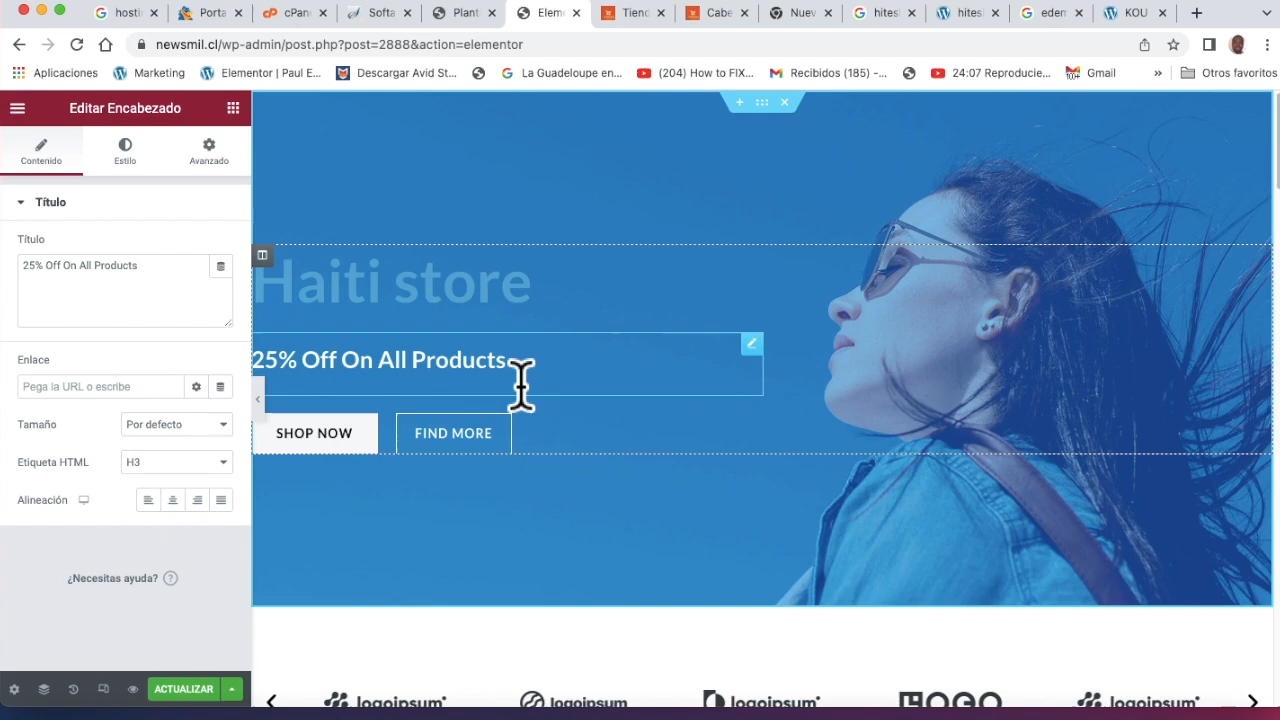 hosti
Porta
cPan
Softa
Planti
Elem
Tiend
Cabe
Nuev
hitesl
hitesl
edem
KOU
newsmil.cl/wp-admin/post.php?post=2888&action=elementor
Aplicaciones
Marketing
Elementor | Paul E...
Descargar Avid St...
La Guadeloupe en...
(204) How to FIX...
Recibidos (185) -...
24:07 Reproducie...
Gmail
»
Otros favoritos
Editar Encabezado
Contenido
Estilo
Avanzado
Título
Título
25% Off On All Products
Enlace
Pega la URL o escribe
Tamaño
Por defecto
Etiqueta HTML
H3
Alineación
¿Necesitas ayuda?
ACTUALIZAR
Haiti store
25% Off On All Products
SHOP NOW
FIND MORE
logoipsum
logoipsum
logoipsum
LOGO
logoipsum